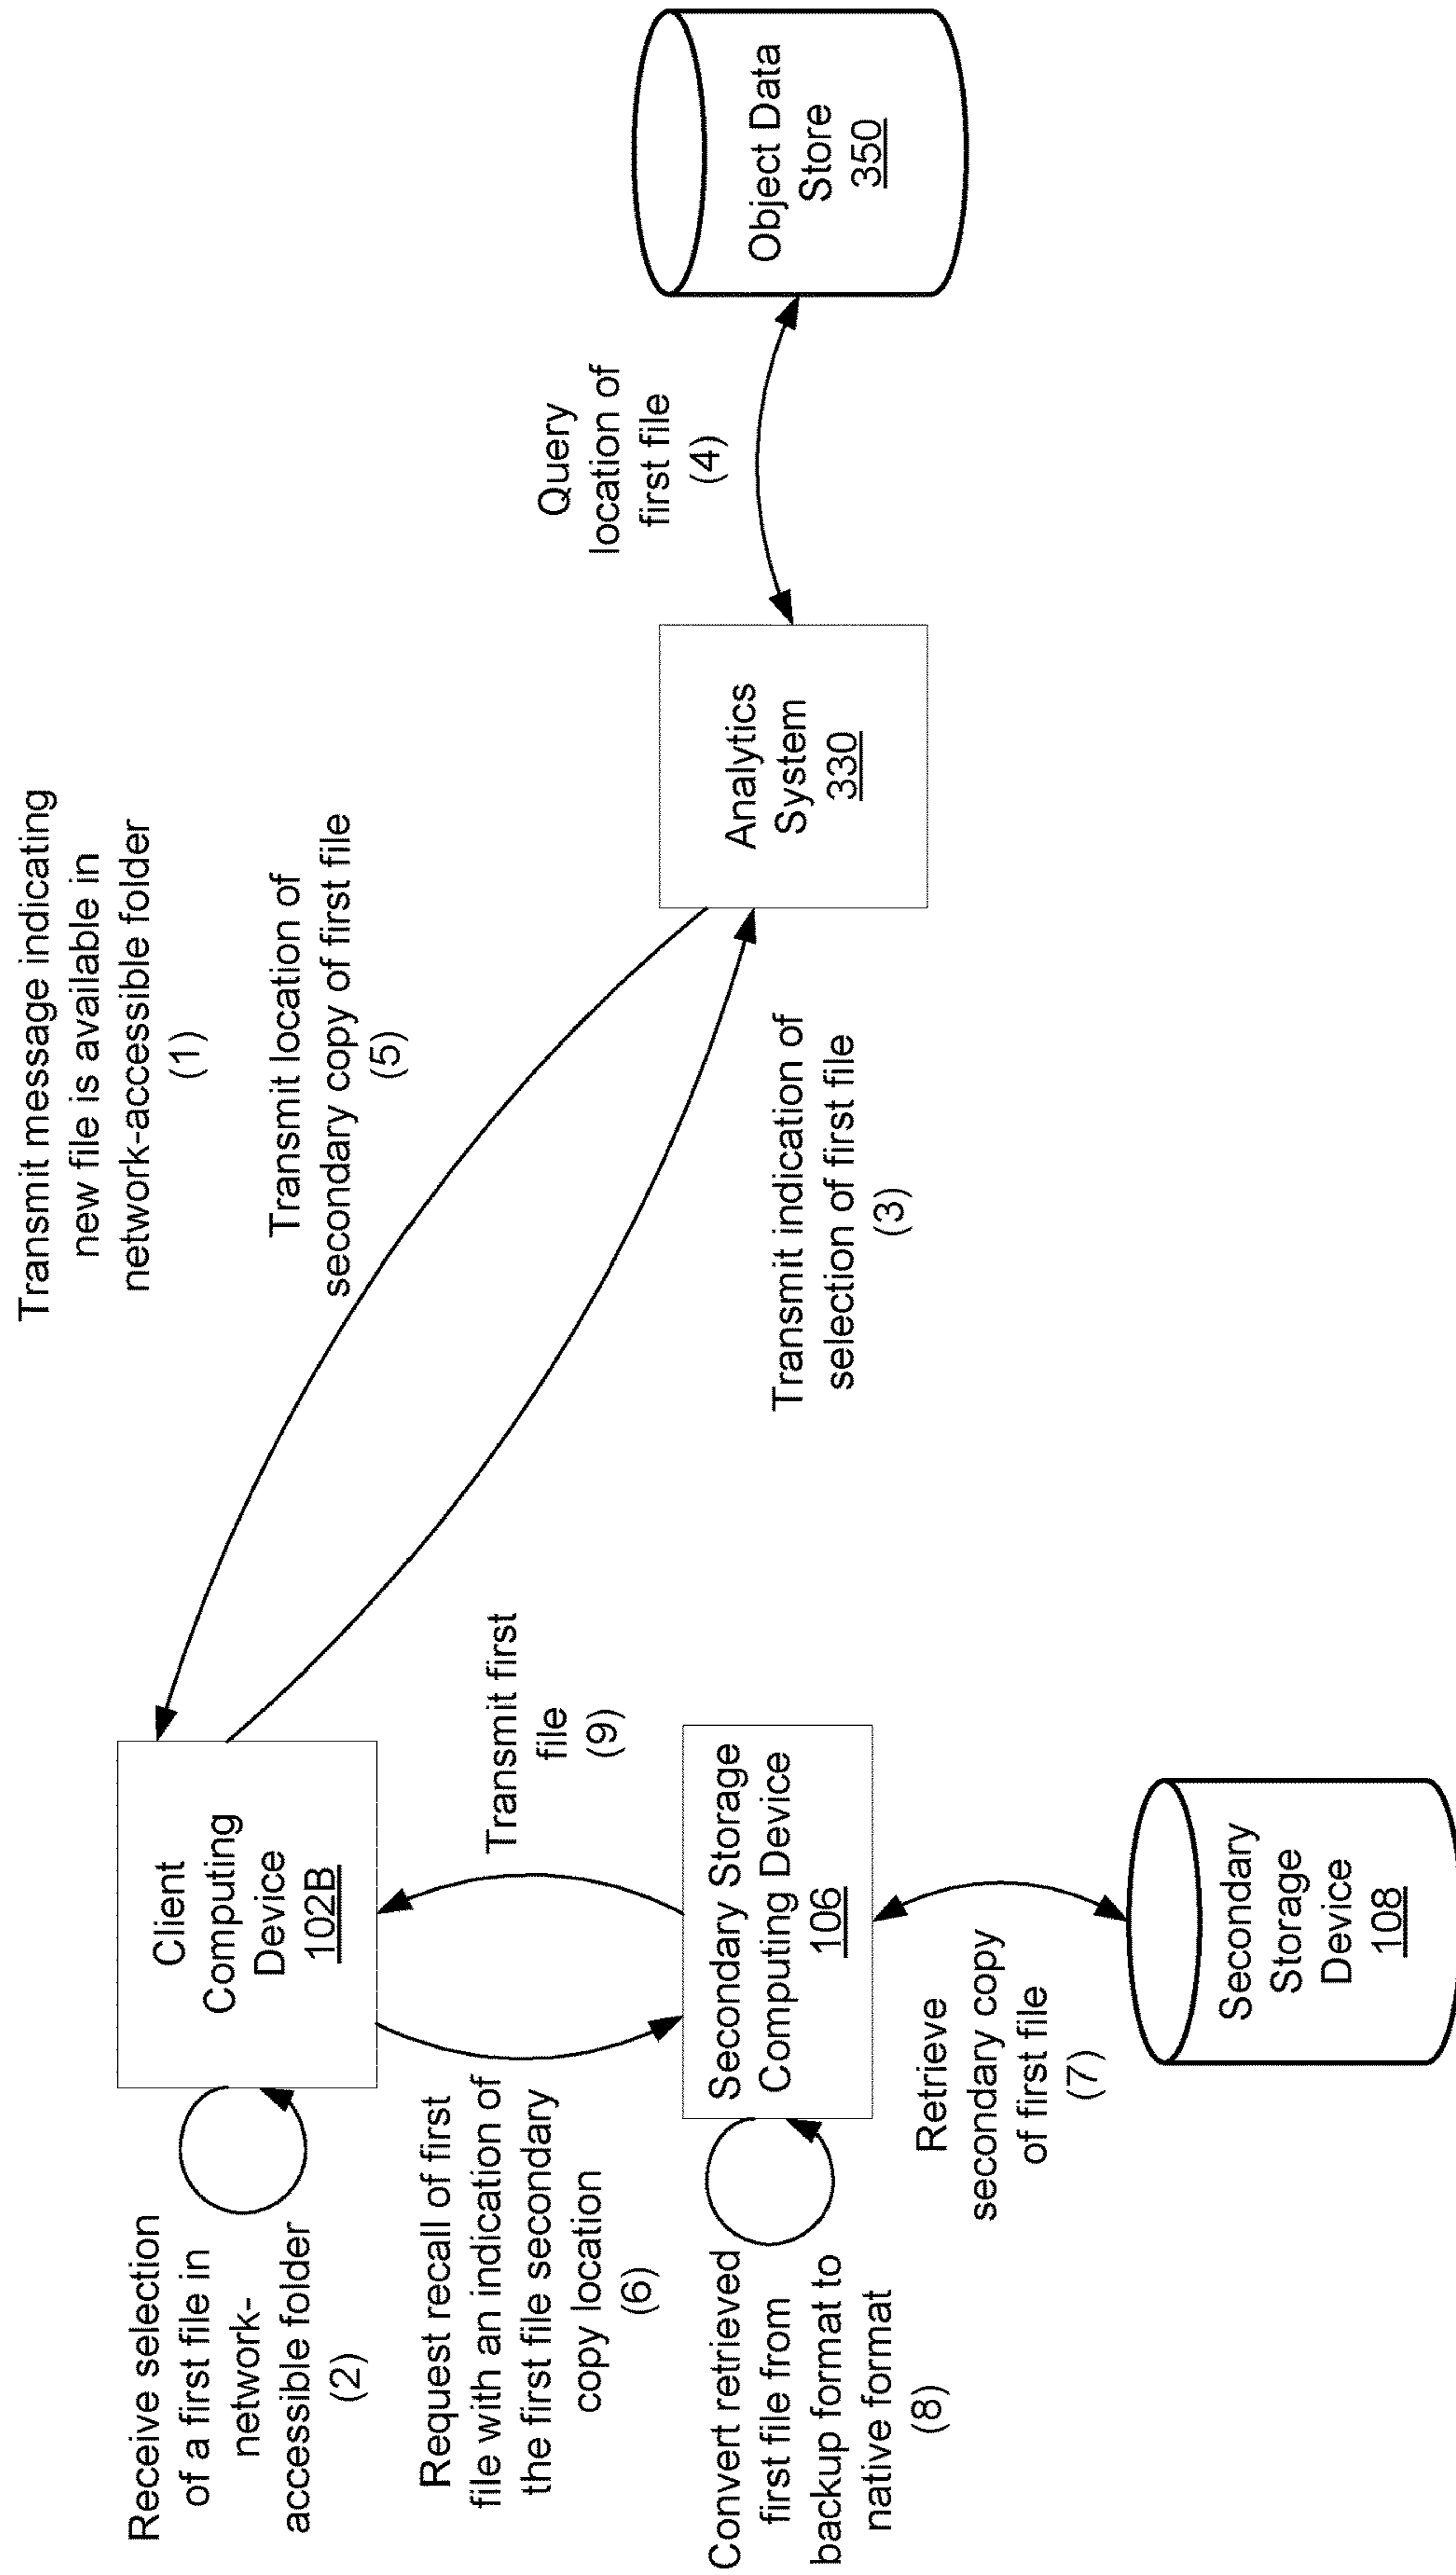 Transmit message indicating
new file is available in
network-accessible folder
(1)
Transmit location of
secondary copy of first file
(5)
Receive selection
of a first file in
network-
accessible folder
(2)
Client
Computing
Device
102B
Transmit indication of
selection of first file
(3)
Query
location of
first file
(4)
Analytics
System
330
Object Data
Store
350
Request recall of first
file with an indication of
the first file secondary
copy location
(6)
Transmit first
file
(9)
Convert retrieved
first file from
backup format to
native format
(8)
Secondary Storage
Computing Device
106
Retrieve
secondary copy
of first file
(7)
Secondary
Storage
Device
108